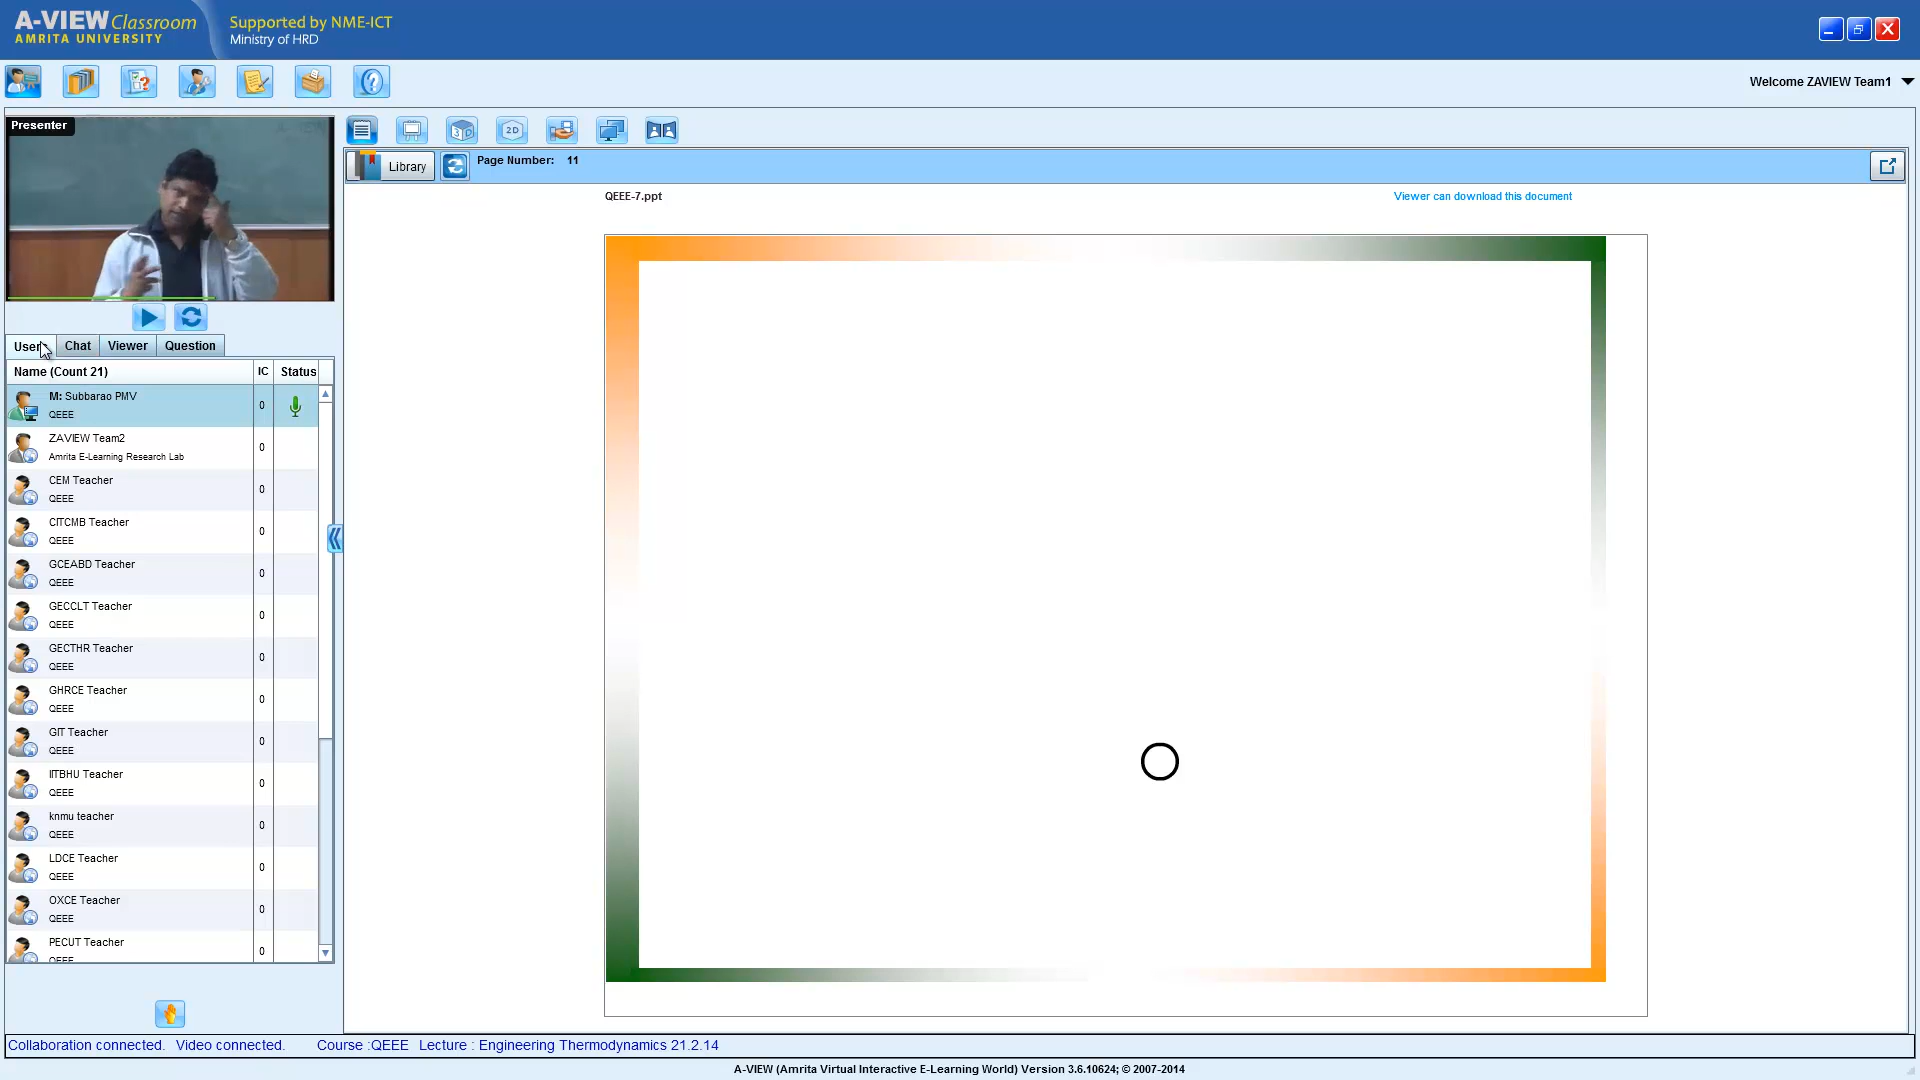 A-VIEW Classroom
AMRITA UNIVERSITY
Supported by NME-ICT
Ministry of HRD
Welcome ZAVIEW Team1
Presenter
A-VIEW
3D
2D
Library
Page Number: 11
QEEE-7.ppt
Viewer can download this document
Chat
Viewer
Question
Name (Count 21)
IC
Status
M: Subbarao PMV
QEEE
0
ZAVIEW Team2
Amrita E-Learning Research Lab
0
CEM Teacher
QEEE
0
CITCMB Teacher
QEEE
0
GCEABD Teacher
QEEE
0
GECCLT Teacher
QEEE
0
GECTHR Teacher
QEEE
0
GHRCE Teacher
QEEE
0
GIT Teacher
QEEE
0
IITBHU Teacher
QEEE
0
knmu teacher
QEEE
0
LDCE Teacher
QEEE
0
OXCE Teacher
QEEE
0
PECUT Teacher
QEEE
0
Collaboration connected. Video connected. Course :QEEE Lecture : Engineering Thermodynamics 21.2.14
A-VIEW (Amrita Virtual Interactive E-Learning World) Version 3.6.10624; © 2007-2014